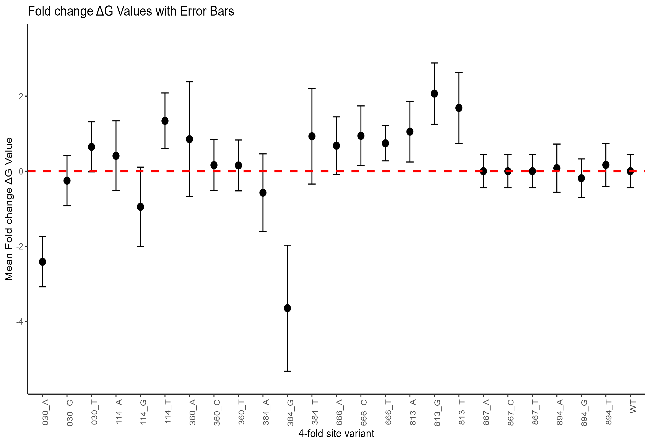 Fold change ΔG Values with Error Bars
Mean Fold change ΔG Value
2
0
-2
-4
030_A
030_C
030_T
114_A
114_G
114_T
360_A
360_C
360_T
384_A
384_G
384_T
666_A
666_C
666_T
813_A
813_G
813_T
867_A
867_C
867_T
894_A
894_G
894_T
WT
4-fold site variant